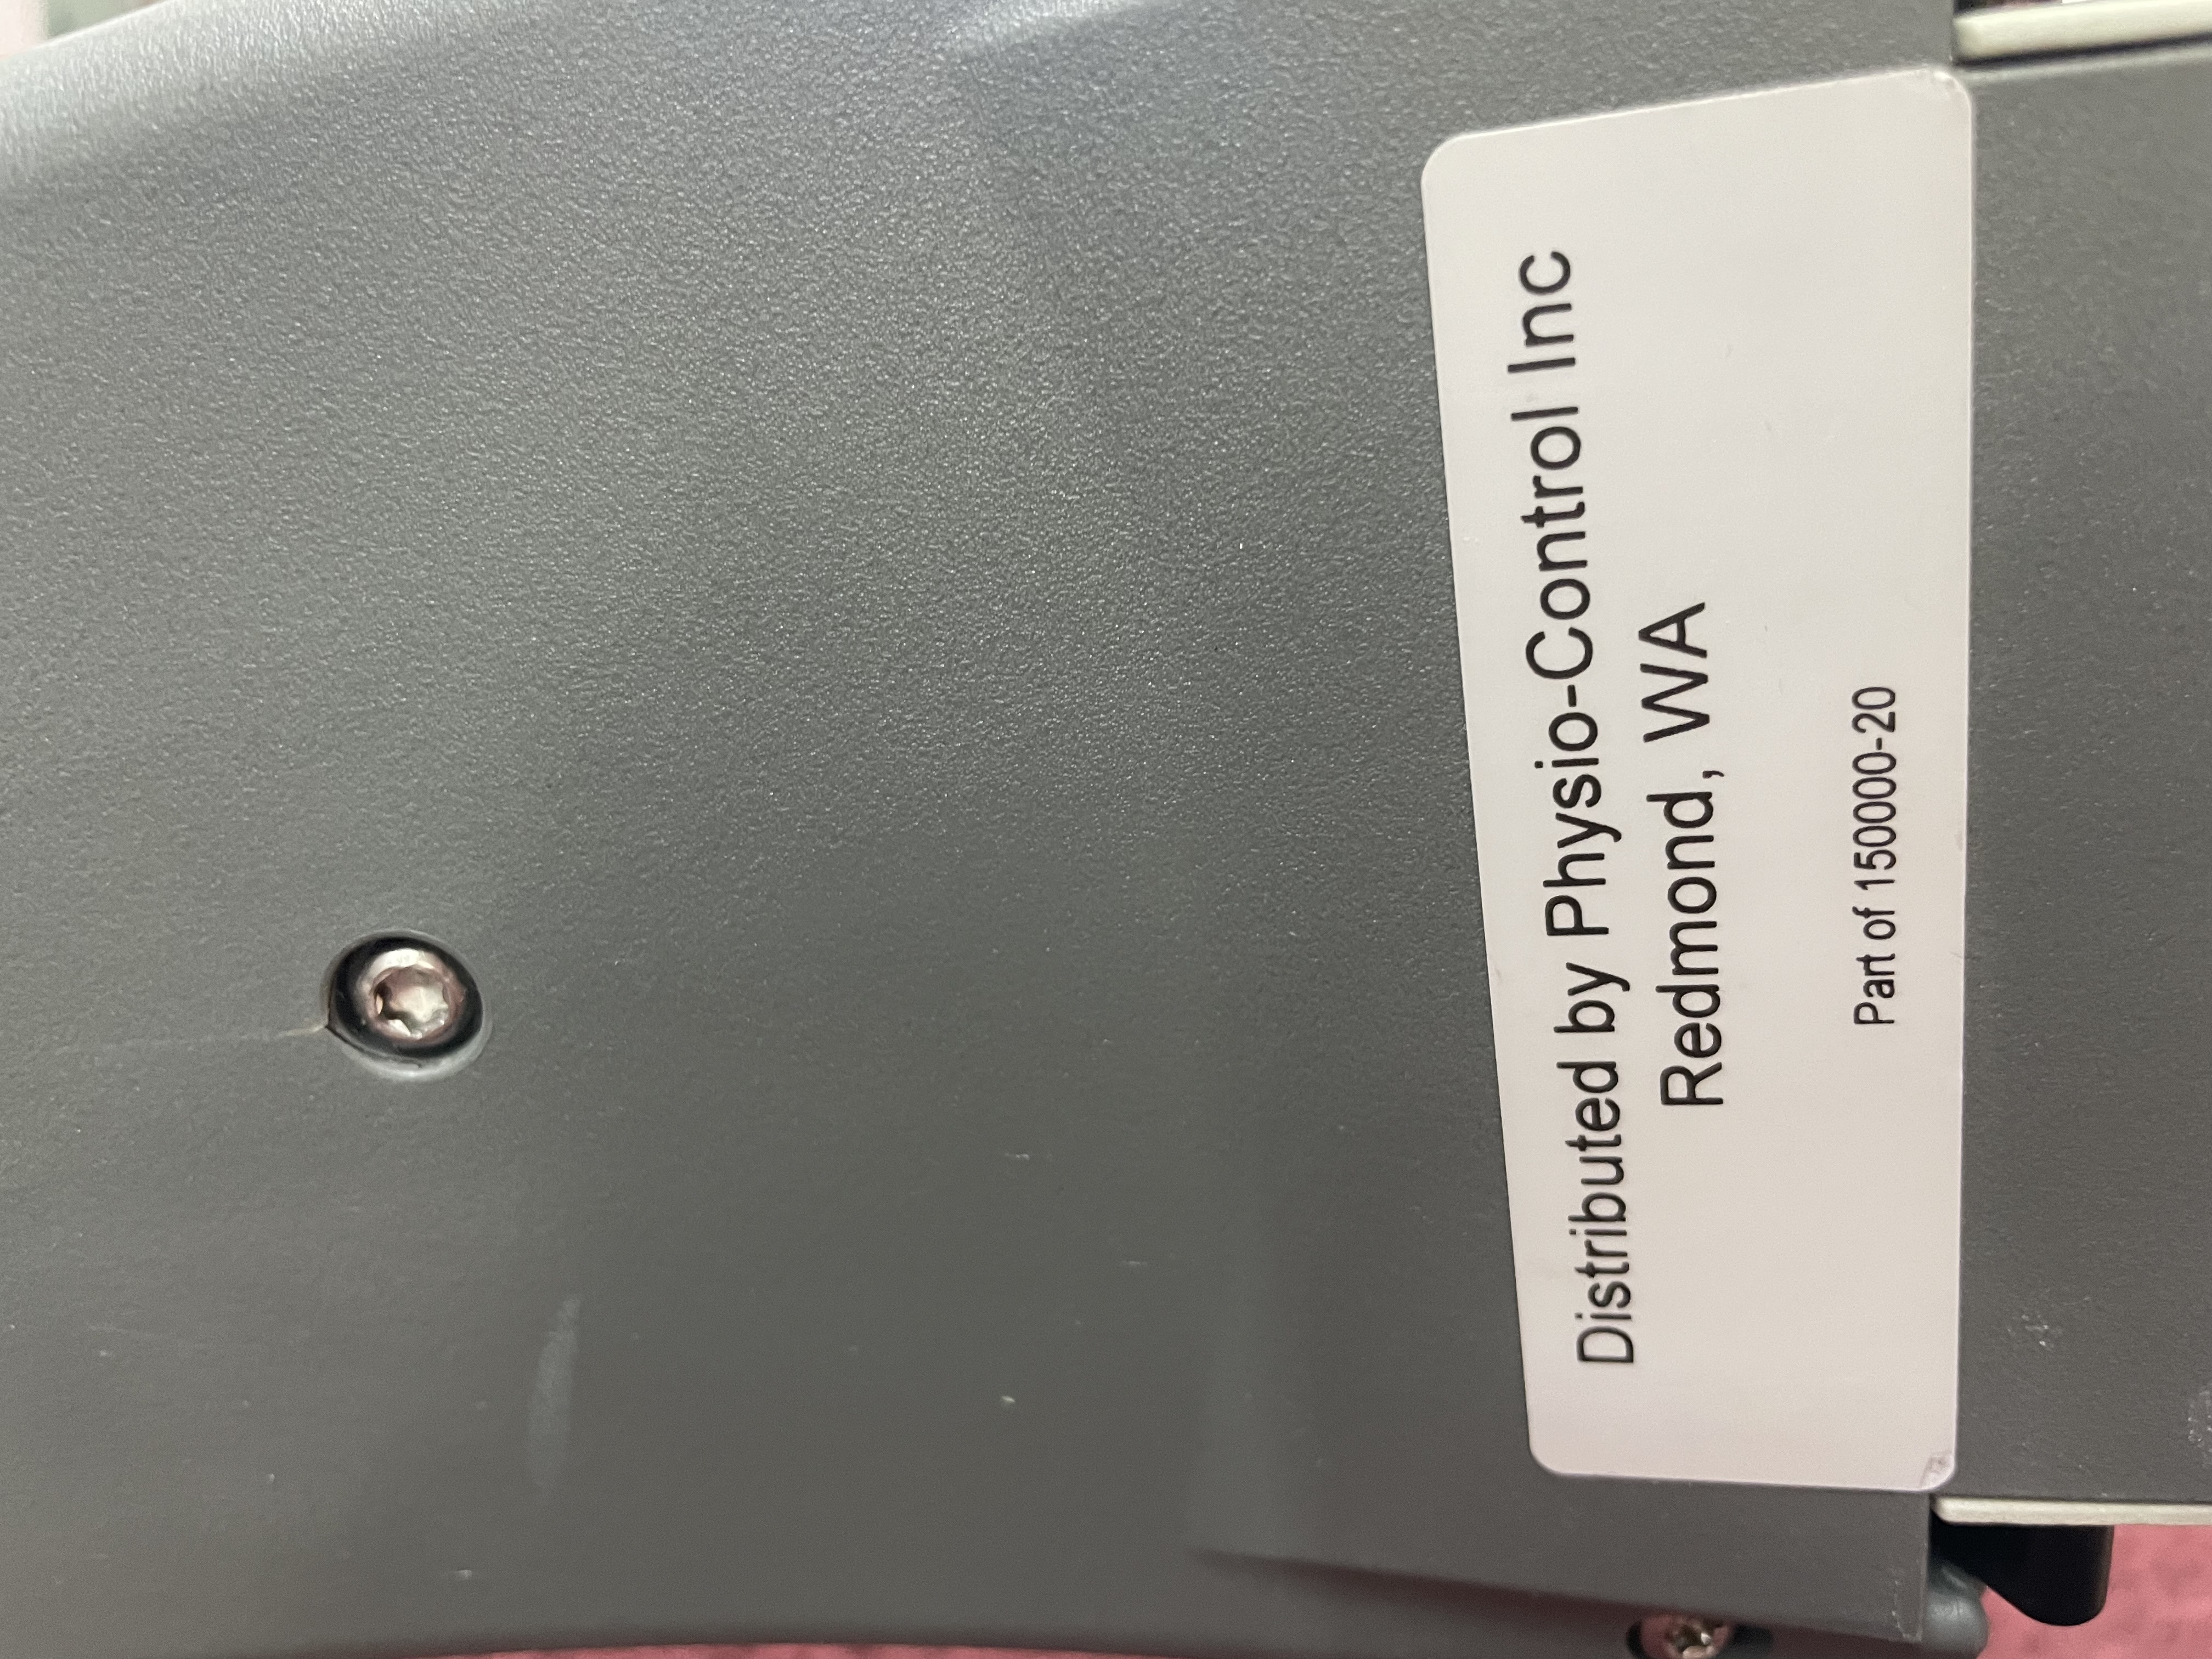 Distributed by Physio-Control Inc
Redmond, WA
Part of 150000-20